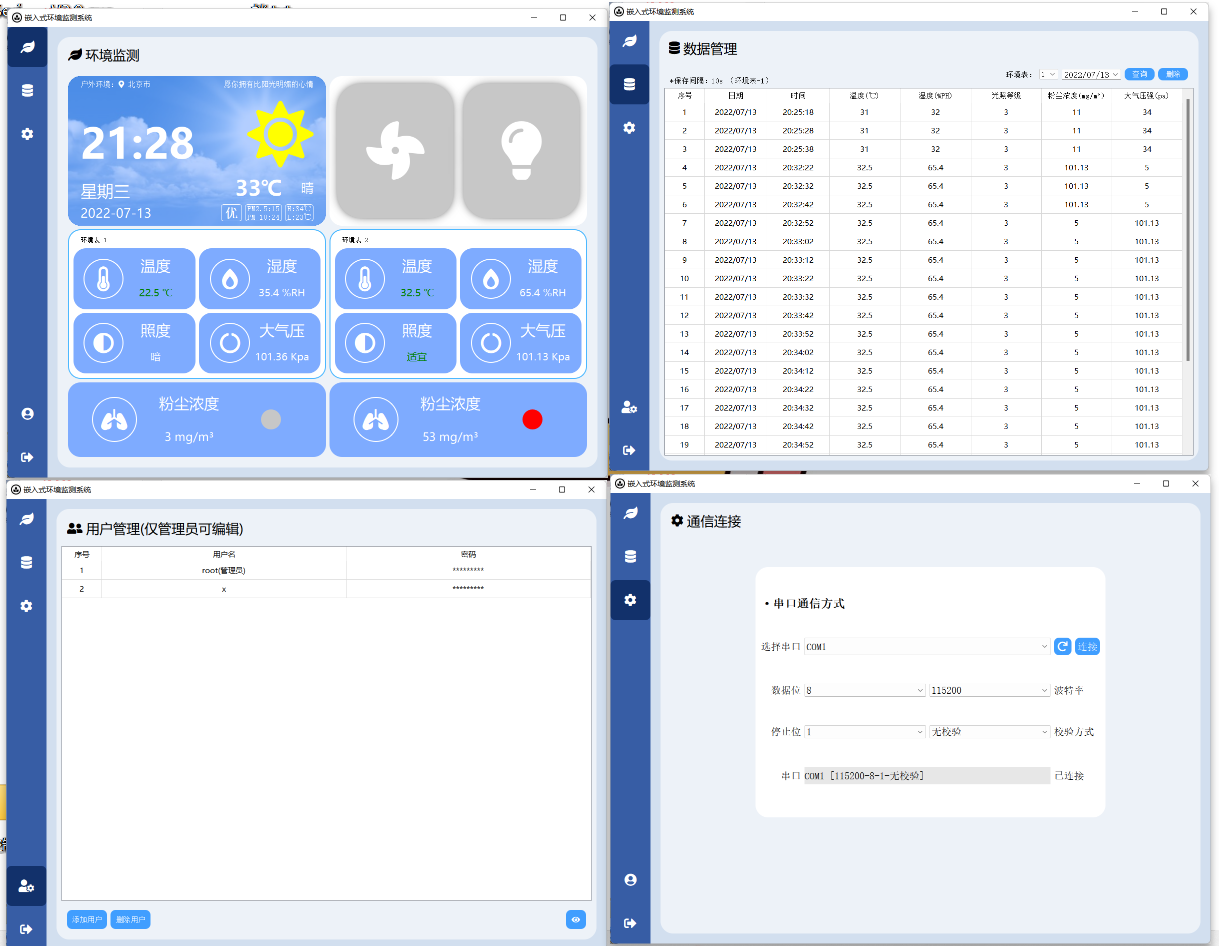 嵌入式环境监测系统
环境监测
户外环境: 北京市
愿你拥有比阳光明媚的心情
21:28
星期三
2022-07-13
33℃ 晴
优
PM2.5:15
PM 10:24
H:34℃
L:23℃
环境表 1
温度
22.5 ℃
湿度
35.4 %RH
照度
暗
大气压
101.36 Kpa
环境表 2
温度
32.5 ℃
湿度
65.4 %RH
照度
适宜
大气压
101.13 Kpa
粉尘浓度
3 mg/m³
粉尘浓度
53 mg/m³
嵌入式环境监测系统
数据管理
*保存间隔: 10s (环境表-1)
环境表: 1 2022/07/13 查询 删除
序号 日期 时间 温度(℃) 湿度(%PH) 光照等级 粉尘浓度(mg/m³) 大气压强(pa)
1 2022/07/13 20:25:18 31 32 3 11 34
2 2022/07/13 20:25:28 31 32 3 11 34
3 2022/07/13 20:25:38 31 32 3 11 34
4 2022/07/13 20:32:22 32.5 65.4 3 101.13 5
5 2022/07/13 20:32:32 32.5 65.4 3 101.13 5
6 2022/07/13 20:32:42 32.5 65.4 3 101.13 5
7 2022/07/13 20:32:52 32.5 65.4 3 5 101.13
8 2022/07/13 20:33:02 32.5 65.4 3 5 101.13
9 2022/07/13 20:33:12 32.5 65.4 3 5 101.13
10 2022/07/13 20:33:22 32.5 65.4 3 5 101.13
11 2022/07/13 20:33:32 32.5 65.4 3 5 101.13
12 2022/07/13 20:33:42 32.5 65.4 3 5 101.13
13 2022/07/13 20:33:52 32.5 65.4 3 5 101.13
14 2022/07/13 20:34:02 32.5 65.4 3 5 101.13
15 2022/07/13 20:34:12 32.5 65.4 3 5 101.13
16 2022/07/13 20:34:22 32.5 65.4 3 5 101.13
17 2022/07/13 20:34:32 32.5 65.4 3 5 101.13
18 2022/07/13 20:34:42 32.5 65.4 3 5 101.13
19 2022/07/13 20:34:52 32.5 65.4 3 5 101.13
嵌入式环境监测系统
用户管理(仅管理员可编辑)
序号 用户名 密码
1 root(管理员) *********
2 x *********
添加用户 删除用户
嵌入式环境监测系统
通信连接
• 串口通信方式
选择串口 COM1 连接
数据位 8 115200 波特率
停止位 1 无校验 校验方式
串口 COM1 [115200-8-1-无校验] 已连接